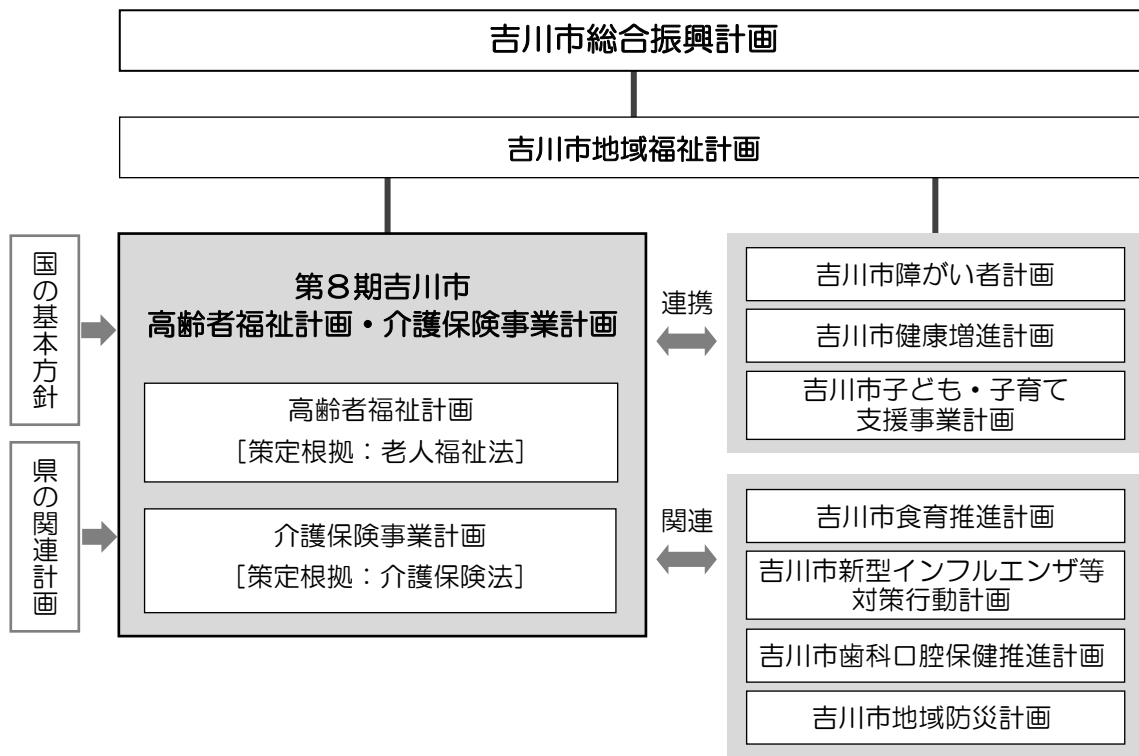 吉川市総合振興計画
吉川市地域福祉計画
国の基本方針
県の関連計画
第8期吉川市
高齢者福祉計画・介護保険事業計画
高齢者福祉計画
［策定根拠：老人福祉法］
介護保険事業計画
［策定根拠：介護保険法］
連携
関連
吉川市障がい者計画
吉川市健康増進計画
吉川市子ども・子育て
支援事業計画
吉川市食育推進計画
吉川市新型インフルエンザ等
対策行動計画
吉川市歯科口腔保健推進計画
吉川市地域防災計画